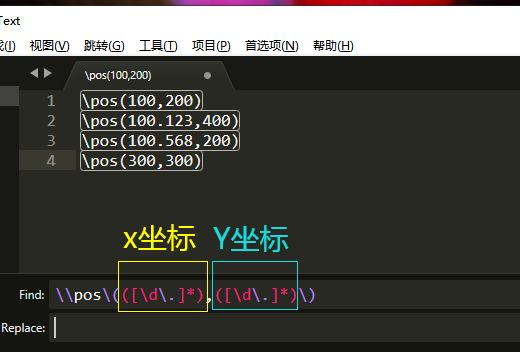 Text
(I) 视图(V) 跳转(G) 工具(T) 项目(P) 首选项(N) 帮助(H)
\pos(100,200)
1 \pos(100,200)
2 \pos(100.123,400)
3 \pos(100.568,200)
4 \pos(300,300)
x坐标 Y坐标
Find: \\pos\(([\d\.]*),([\d\.]*)\)
Replace: